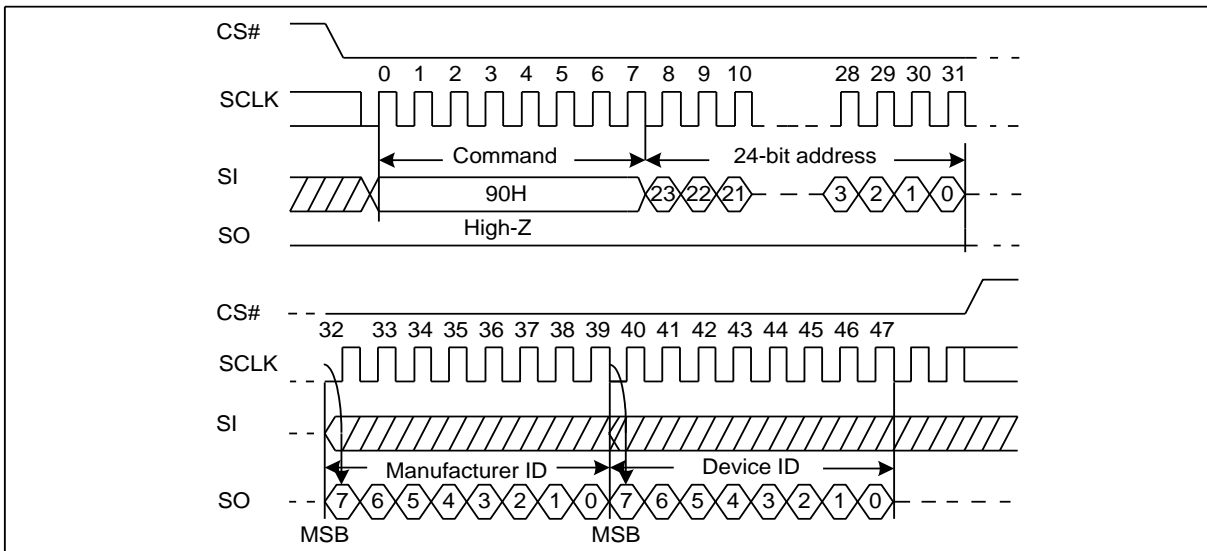 CS#
0 1 2 3 4 5 6 7 8 9 10 28 29 30 31
SCLK
Command 24-bit address
SI
90H 23 22 21 3 2 1 0
High-Z
SO
CS#
32 33 34 35 36 37 38 39 40 41 42 43 44 45 46 47
SCLK
SI
Manufacturer ID Device ID
SO 7 6 5 4 3 2 1 0 7 6 5 4 3 2 1 0
MSB MSB